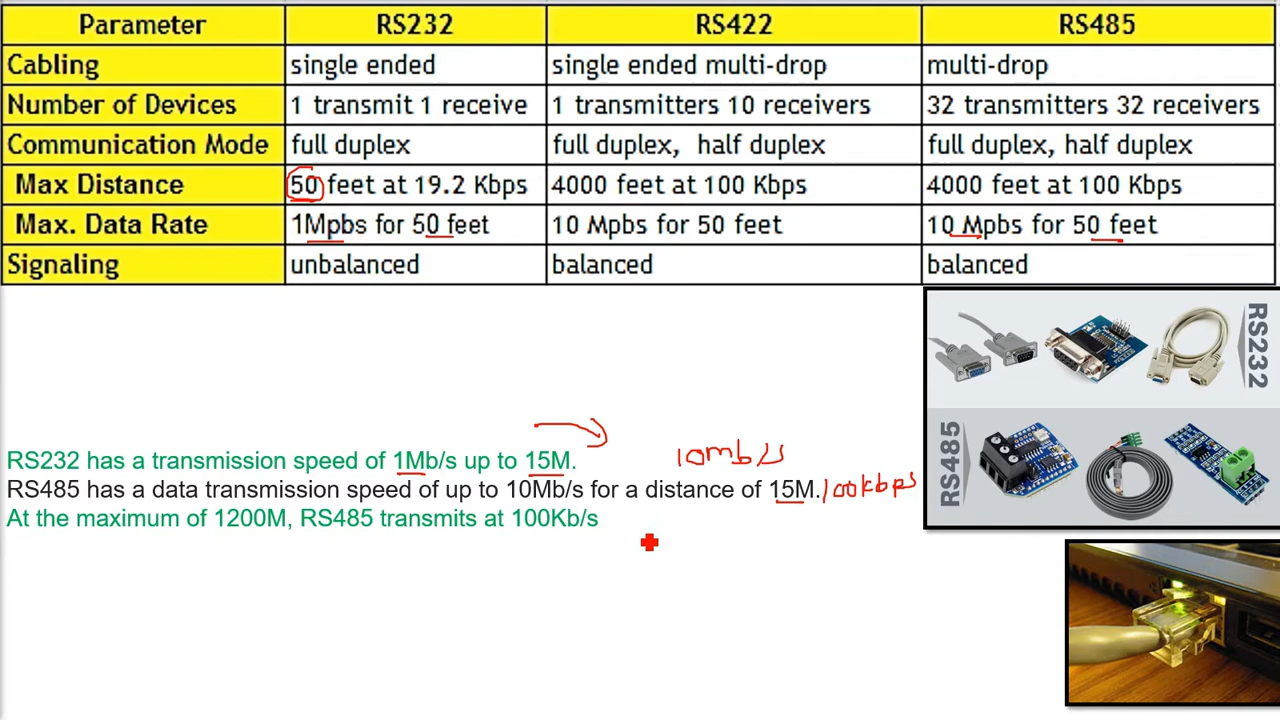 Parameter RS232 RS422 RS485
Cabling single ended single ended multi-drop multi-drop
Number of Devices 1 transmit 1 receive 1 transmitters 10 receivers 32 transmitters 32 receivers
Communication Mode full duplex full duplex, half duplex full duplex, half duplex
Max Distance 50 feet at 19.2 Kbps 4000 feet at 100 Kbps 4000 feet at 100 Kbps
Max. Data Rate 1Mpbs for 50 feet 10 Mpbs for 50 feet 10 Mpbs for 50 feet
Signaling unbalanced balanced balanced
RS232
RS485
RS232 has a transmission speed of 1Mb/s up to 15M.
10mb/s
RS485 has a data transmission speed of up to 10Mb/s for a distance of 15M. 100kbps
At the maximum of 1200M, RS485 transmits at 100Kb/s